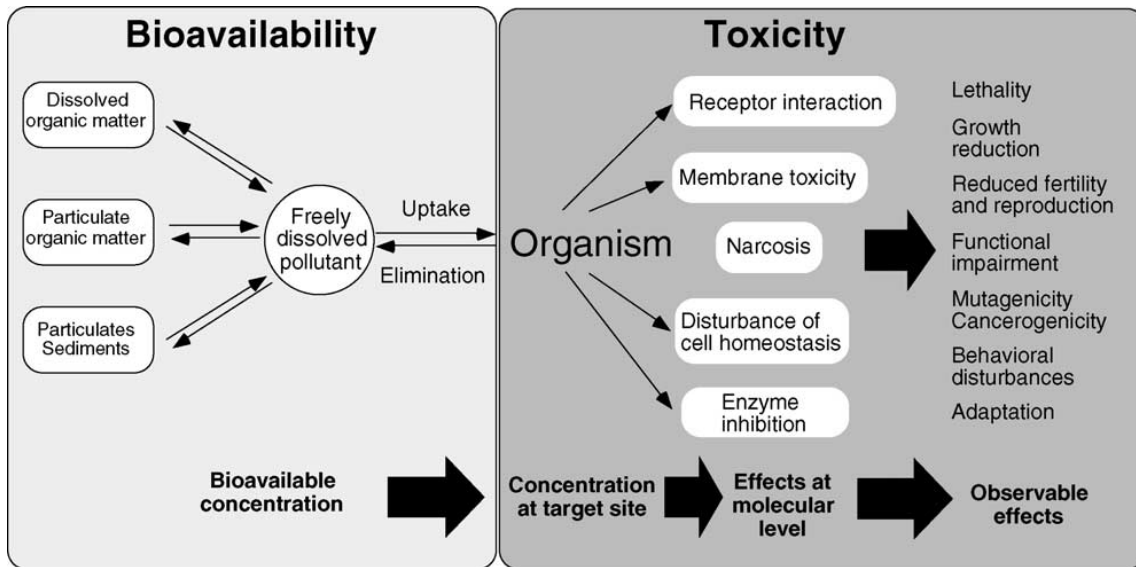 Bioavailability
Dissolved
organic matter
Particulate
organic matter
Particulates
Sediments
Freely
dissolved
pollutant
Uptake
Elimination
Bioavailable
concentration
Toxicity
Organism
Receptor interaction
Membrane toxicity
Narcosis
Disturbance of
cell homeostasis
Enzyme
inhibition
Lethality
Growth
reduction
Reduced fertility
and reproduction
Functional
impairment
Mutagenicity
Cancerogenicity
Behavioral
disturbances
Adaptation
Concentration
at target site
Effects at
molecular
level
Observable
effects